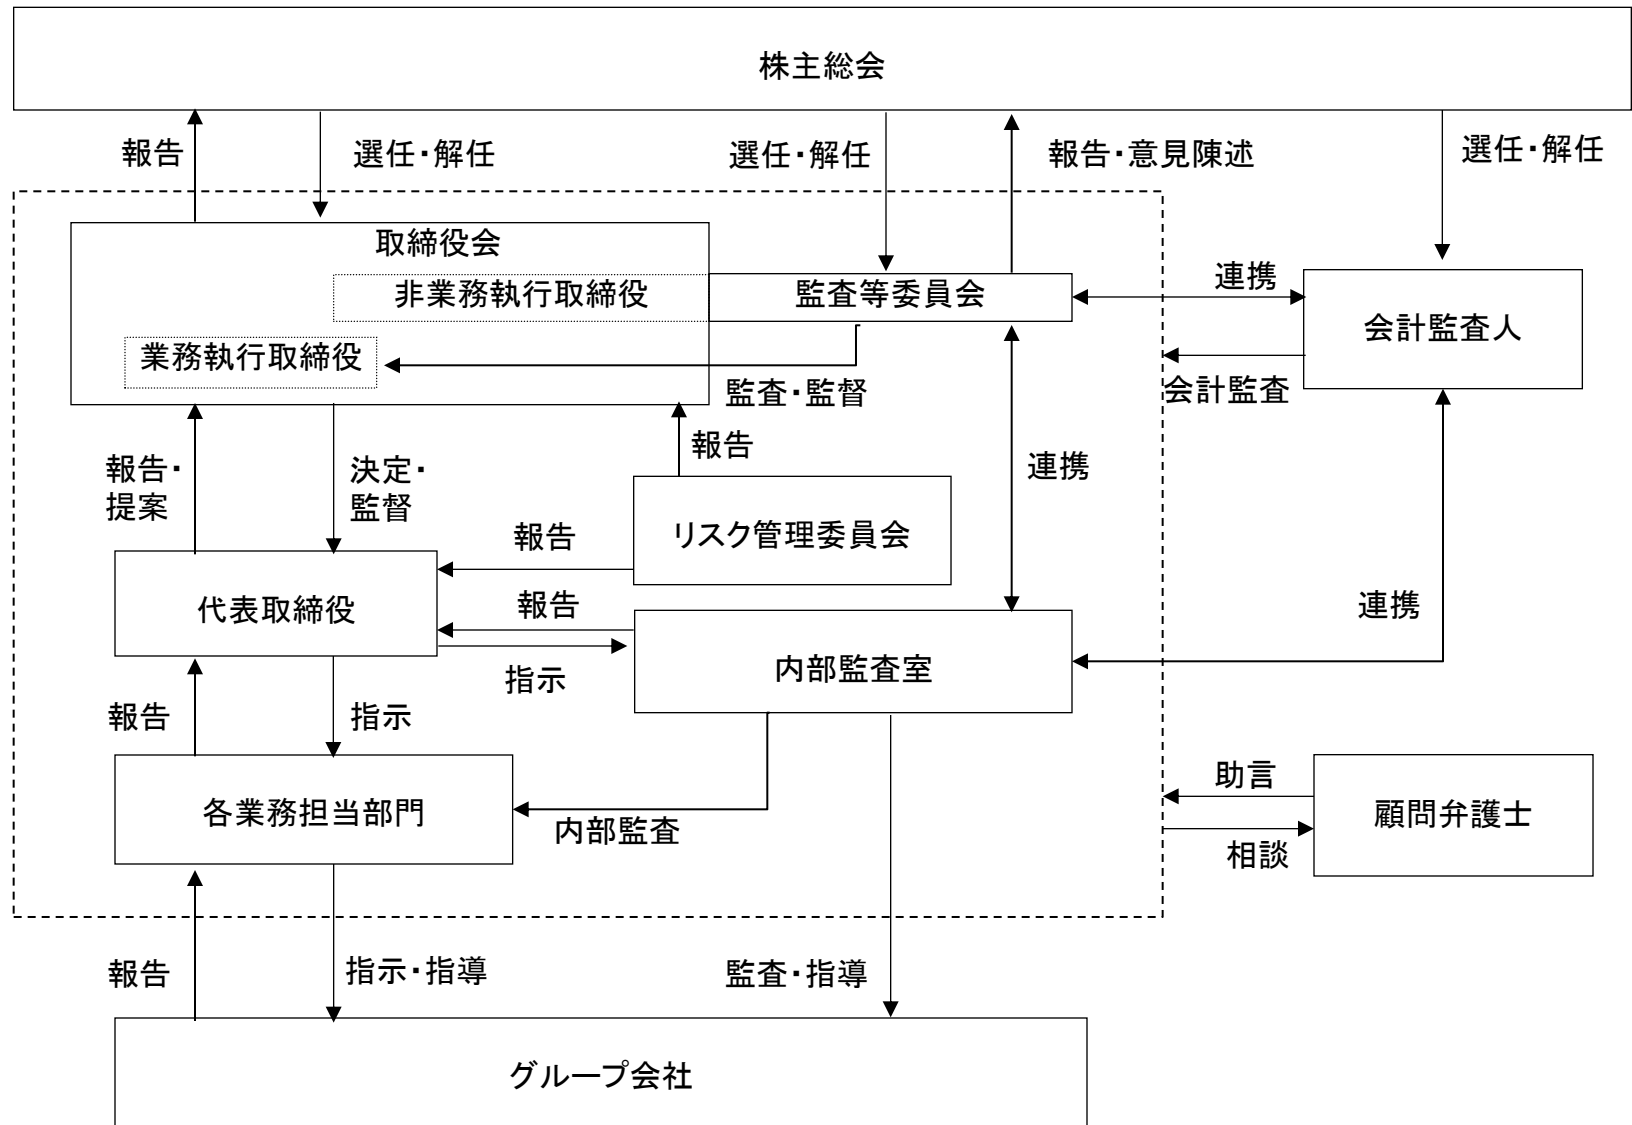 株主総会
報告
選任・解任
選任・解任
報告・意見陳述
選任・解任
取締役会
非業務執行取締役
監査等委員会
連携
会計監査人
業務執行取締役
監査・監督
会計監査
報告
報告・
提案
決定・
監督
連携
リスク管理委員会
報告
代表取締役
報告
連携
内部監査室
指示
報告
指示
助言
各業務担当部門
顧問弁護士
内部監査
相談
報告
指示・指導
監査・指導
グループ会社